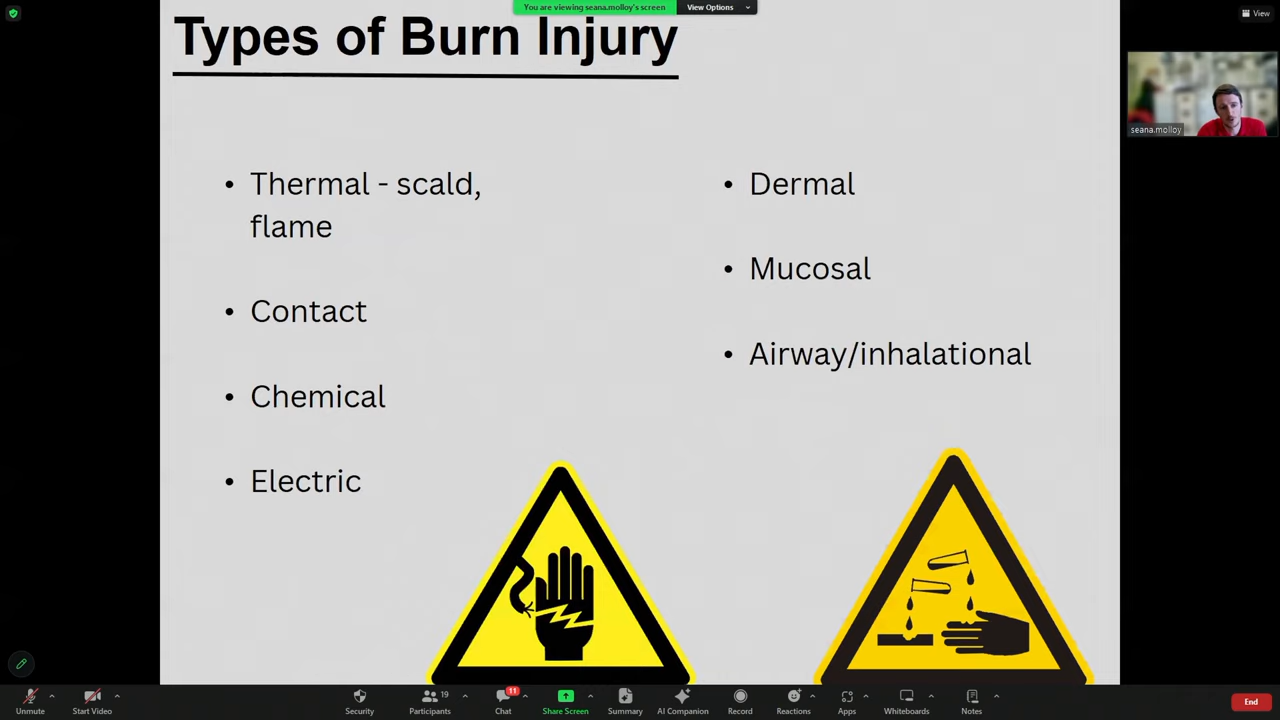 You are viewing seana.molloy's screen
View Options
View
Types of Burn Injury
seana.molloy
• Thermal - scald,
flame
• Contact
• Chemical
• Electric
• Dermal
• Mucosal
• Airway/inhalational
Unmute
Start Video
Security
Participants
19
Chat
11
Share Screen
Summary
AI Companion
Record
Reactions
Apps
Whiteboards
Notes
End